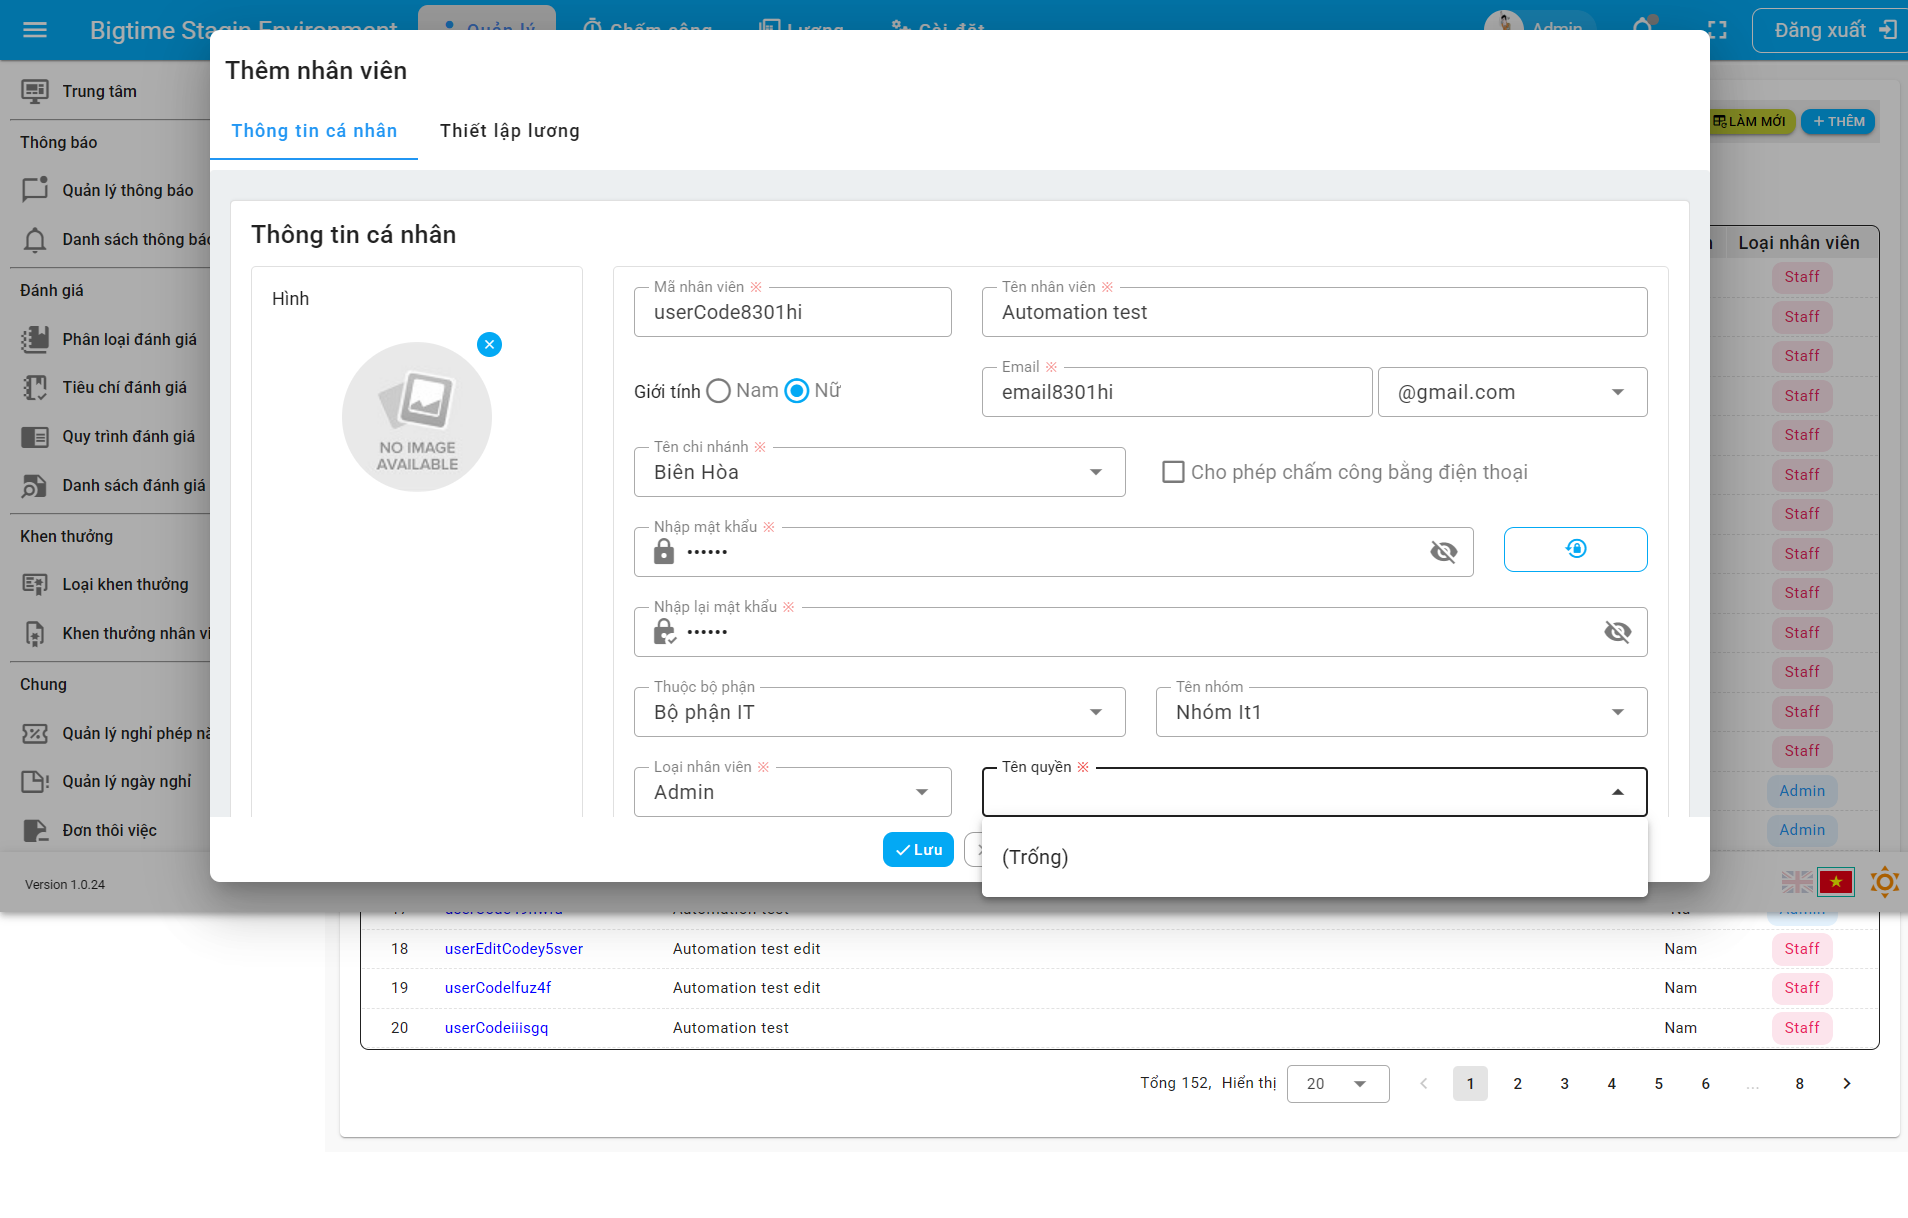 Bigtime Stagin Environment
Quản lý
Chấm công
Lương
Cài đặt
Admin
Đăng xuất
Thêm nhân viên
Thông tin cá nhân
Thiết lập lương
Trung tâm
Thông báo
Quản lý thông báo
Danh sách thông báo
Đánh giá
Phân loại đánh giá
Tiêu chí đánh giá
Quy trình đánh giá
Danh sách đánh giá
Khen thưởng
Loại khen thưởng
Khen thưởng nhân vi
Chung
Quản lý nghỉ phép nă
Quản lý ngày nghỉ
Đơn thôi việc
Version 1.0.24
LÀM MỚI
+ THÊM
Thông tin cá nhân
Hình
NO IMAGE
AVAILABLE
Mã nhân viên ※
userCode8301hi
Tên nhân viên ※
Automation test
Giới tính
Nam
Nữ
Email ※
email8301hi
@gmail.com
Tên chi nhánh ※
Biên Hòa
Cho phép chấm công bằng điện thoại
Nhập mật khẩu ※
••••••
Nhập lại mật khẩu ※
••••••
Thuộc bộ phận
Bộ phận IT
Tên nhóm
Nhóm It1
Loại nhân viên ※
Admin
Tên quyền ※
(Trống)
Lưu
Loại nhân viên
Staff
Staff
Staff
Staff
Staff
Staff
Staff
Staff
Staff
Staff
Staff
Staff
Staff
Admin
Admin
18 userEditCodey5sver Automation test edit Nam Staff
19 userCodelfuz4f Automation test edit Nam Staff
20 userCodeiiisgq Automation test Nam Staff
Tổng 152, Hiển thị 20 1 2 3 4 5 6 ... 8